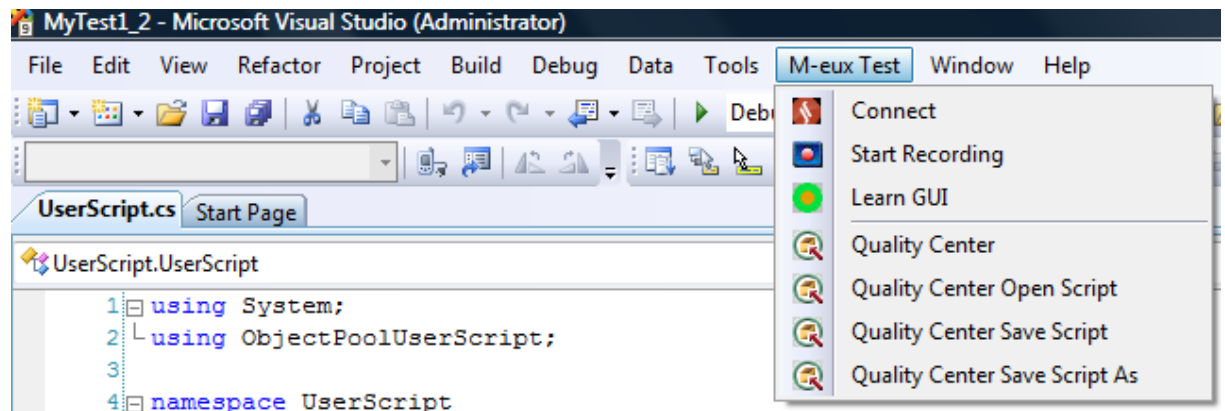 MyTest1_2 - Microsoft Visual Studio (Administrator)
File Edit View Refactor Project Build Debug Data Tools M-eux Test Window Help
Connect
Start Recording
Learn GUI
Quality Center
Quality Center Open Script
Quality Center Save Script
Quality Center Save Script As
UserScript.cs Start Page
UserScript.UserScript
1 using System;
2 using ObjectPoolUserScript;
3
4 namespace UserScript